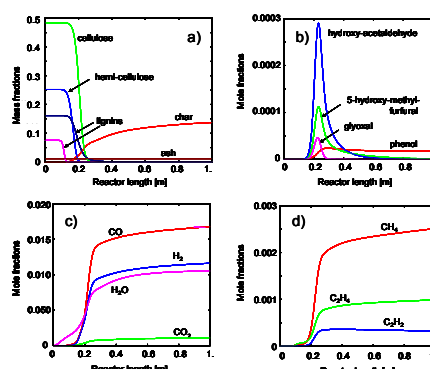 a)
0.5
0.4
0.3
0.2
0.1
0.0
Mass fractions
cellulose
hemi-cellulose
lignins
char
ash
0 0.2 0.4 0.6 0.8 1.
Reactor length [m]
b)
0.0003
0.0002
0.0001
0
Mole fractions
hydroxy-acetaldehyde
5-hydroxy-methyl-
furfural
glyoxal
phenol
0 0.2 0.4 0.6 0.8 1.
Reactor length [m]
c)
0.020
0.015
0.010
0.000
Mole fractions
CO
H2
H2O
CO2
0 0.2 0.4 0.6 0.8 1.
Reactor length [m]
d)
0.003
0.002
0.001
0
Mole fractions
CH4
C2H4
C2H2
0 0.2 0.4 0.6 0.8 1.